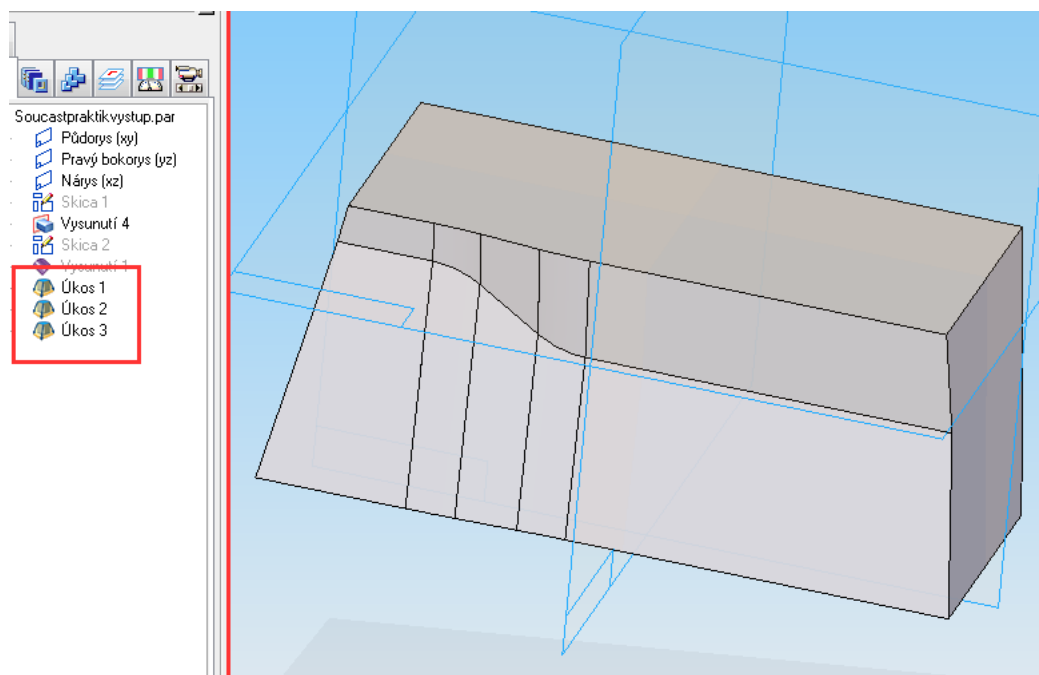 Soucastpraktikvystup.par
Půdorys (xy)
Pravý bokorys (yz)
Nárys (xz)
Skica 1
Vysunutí 4
Skica 2
Vysunutí 1
Úkos 1
Úkos 2
Úkos 3